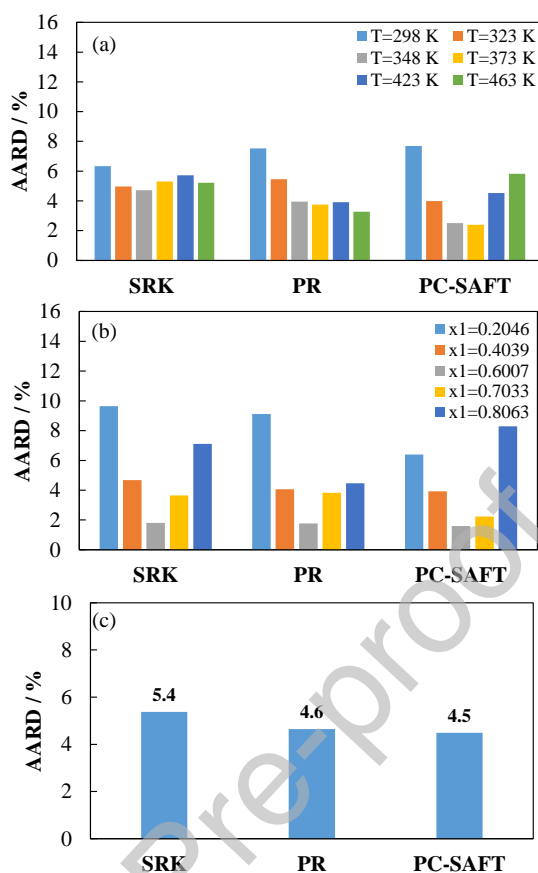 (a)
T=298 K T=323 K
T=348 K T=373 K
T=423 K T=463 K
AARD / %
16
14
12
10
8
6
4
2
0
SRK PR PC-SAFT
(b)
x1=0.2046
x1=0.4039
x1=0.6007
x1=0.7033
x1=0.8063
AARD / %
16
14
12
10
8
6
4
2
0
SRK PR PC-SAFT
(c)
AARD / %
10
8
6
4
2
0
5.4 4.6 4.5
SRK PR PC-SAFT
Pre-proof